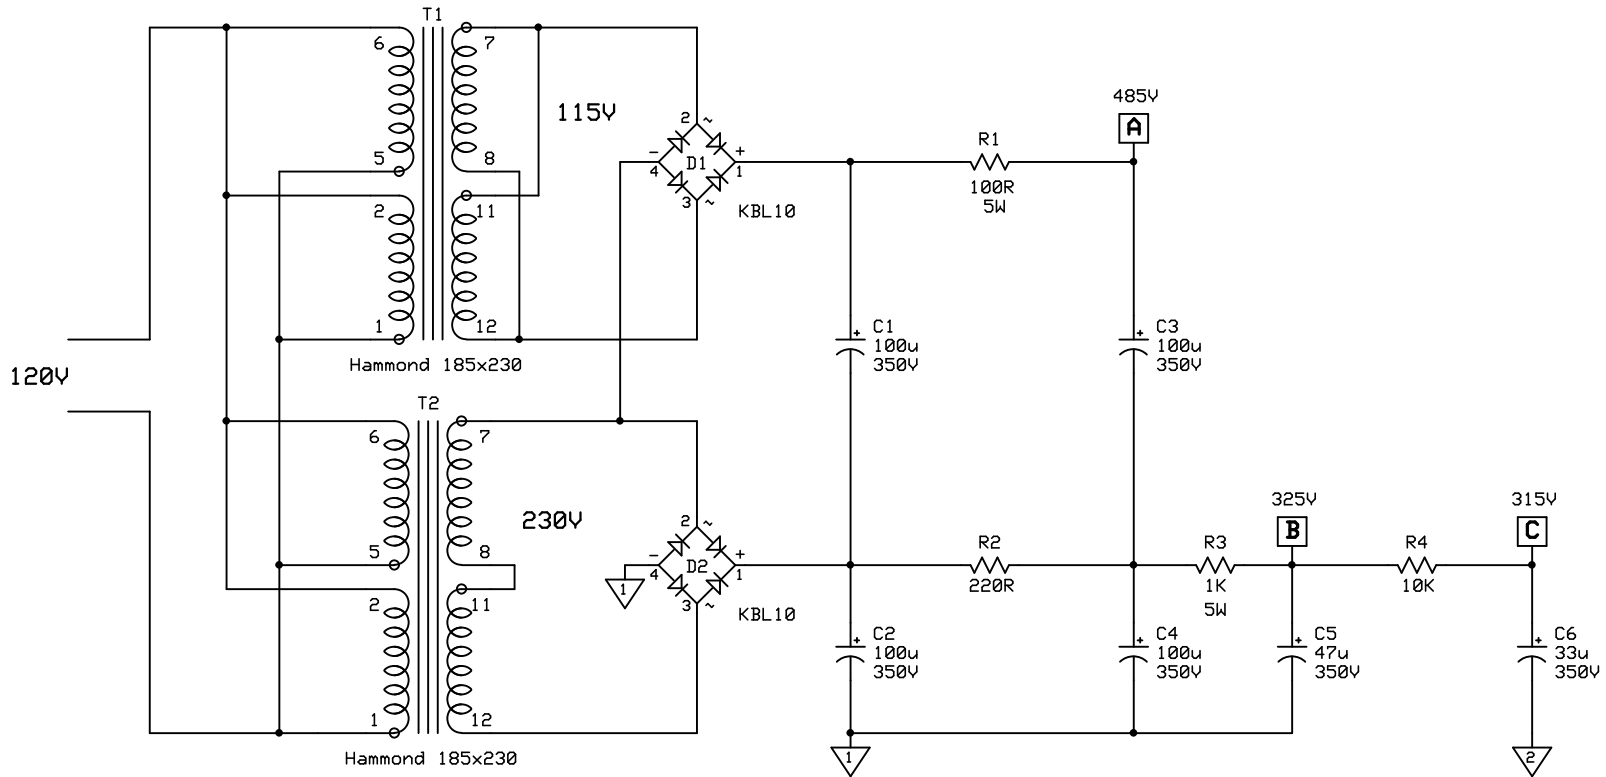 T1
6
7
115V
5
8
2
11
1
12
Hammond 185x230
120V
T2
6
7
230V
5
8
2
11
1
12
Hammond 185x230
2 ~
- D1 +
4 1
3 ~
KBL10
2 ~
- D2 +
4 1
3 ~
KBL10
1
485V
A
R1
100R
5W
+ C1
100u
350V
+ C3
100u
350V
R2
220R
R3
1K
5W
325V
B
R4
10K
315V
C
+ C2
100u
350V
+ C4
100u
350V
+ C5
47u
350V
+ C6
33u
350V
1
2